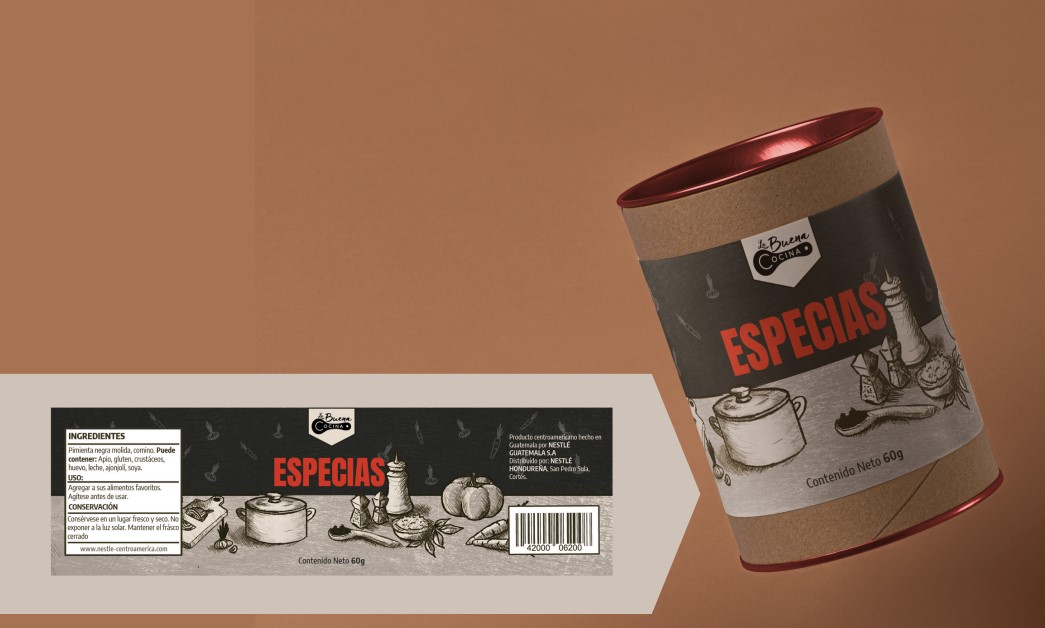 La Buena
COCINA
ESPECIAS
Contenido Neto 60g
La Buena
COCINA
ESPECIAS
Contenido Neto 60g
INGREDIENTES
Pimienta negra molida, comino. Puede
contener: Apio, gluten, crustáceos,
huevo, leche, ajonjolí, soya.
USO:
Agregar a sus alimentos favoritos.
Agítese antes de usar.
CONSERVACIÓN
Consérvese en un lugar fresco y seco. No
exponer a la luz solar. Mantener el frásco
cerrado
www.nestle-centroamerica.com
Producto centroamericano hecho en
Guatemala por NESTLÉ
GUATEMALA S.A
Distribuido por: NESTLÉ
HONDUREÑA, San Pedro Sula,
Cortés.
42000 06200